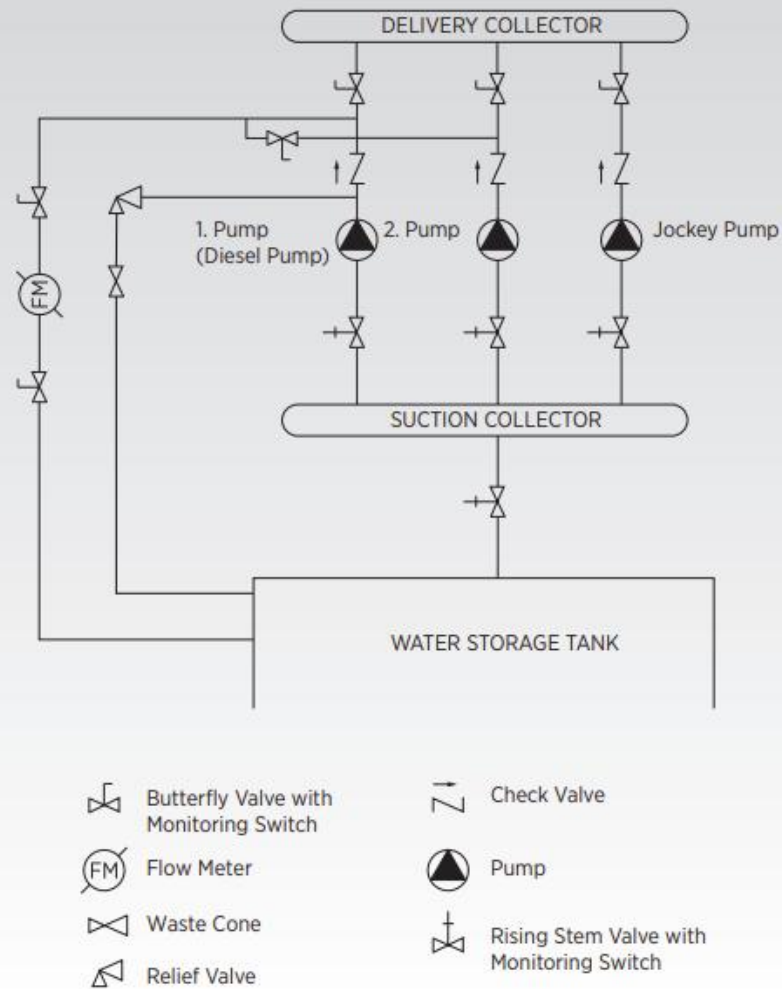 DELIVERY COLLECTOR
1. Pump
(Diesel Pump)
2. Pump
Jockey Pump
FM
SUCTION COLLECTOR
WATER STORAGE TANK
Butterfly Valve with
Monitoring Switch
Check Valve
FM
Flow Meter
Pump
Waste Cone
Rising Stem Valve with
Monitoring Switch
Relief Valve